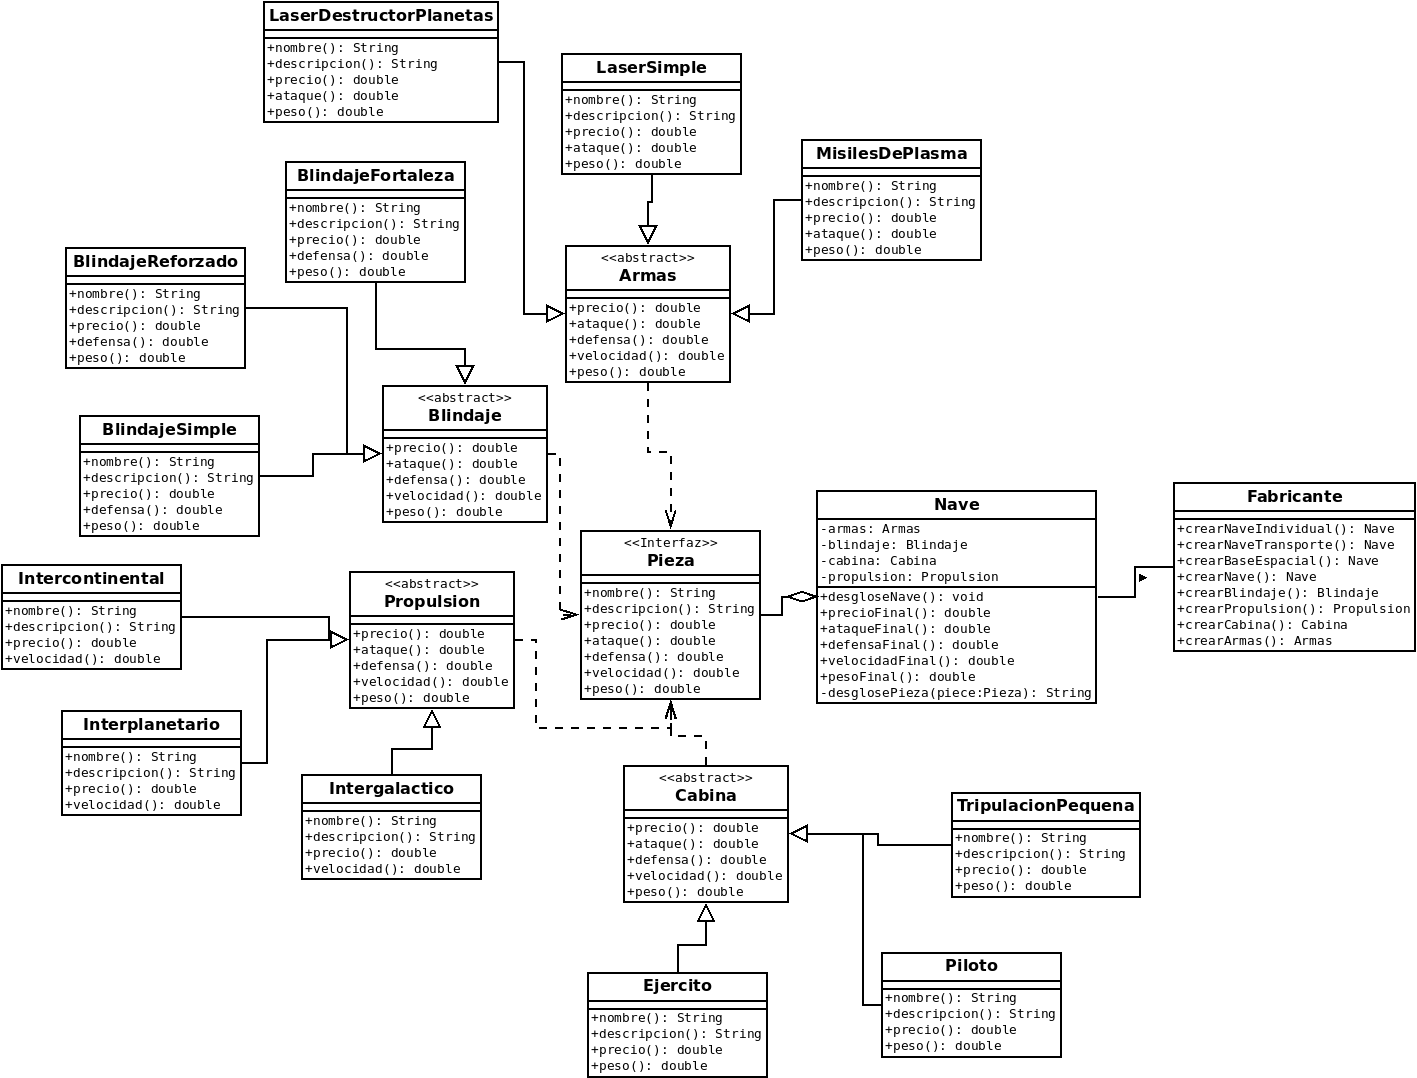 LaserDestructorPlanetas
+nombre(): String
+descripcion(): String
+precio(): double
+ataque(): double
+peso(): double
LaserSimple
+nombre(): String
+descripcion(): String
+precio(): double
+ataque(): double
+peso(): double
MisilesDePlasma
+nombre(): String
+descripcion(): String
+precio(): double
+ataque(): double
+peso(): double
BlindajeFortaleza
+nombre(): String
+descripcion(): String
+precio(): double
+defensa(): double
+peso(): double
BlindajeReforzado
+nombre(): String
+descripcion(): String
+precio(): double
+defensa(): double
+peso(): double
<<abstract>>
Armas
+precio(): double
+ataque(): double
+defensa(): double
+velocidad(): double
+peso(): double
<<abstract>>
Blindaje
+precio(): double
+ataque(): double
+defensa(): double
+velocidad(): double
+peso(): double
BlindajeSimple
+nombre(): String
+descripcion(): String
+precio(): double
+defensa(): double
+peso(): double
Nave
-armas: Armas
-blindaje: Blindaje
-cabina: Cabina
-propulsion: Propulsion
+desgloseNave(): void
+precioFinal(): double
+ataqueFinal(): double
+defensaFinal(): double
+velocidadFinal(): double
+pesoFinal(): double
-desglosePieza(piece:Pieza): String
Fabricante
+crearNaveIndividual(): Nave
+crearNaveTransporte(): Nave
+crearBaseEspacial(): Nave
+crearNave(): Nave
+crearBlindaje(): Blindaje
+crearPropulsion(): Propulsion
+crearCabina(): Cabina
+crearArmas(): Armas
<<Interfaz>>
Pieza
+nombre(): String
+descripcion(): String
+precio(): double
+ataque(): double
+defensa(): double
+velocidad(): double
+peso(): double
Intercontinental
+nombre(): String
+descripcion(): String
+precio(): double
+velocidad(): double
<<abstract>>
Propulsion
+precio(): double
+ataque(): double
+defensa(): double
+velocidad(): double
+peso(): double
Interplanetario
+nombre(): String
+descripcion(): String
+precio(): double
+velocidad(): double
Intergalactico
+nombre(): String
+descripcion(): String
+precio(): double
+velocidad(): double
<<abstract>>
Cabina
+precio(): double
+ataque(): double
+defensa(): double
+velocidad(): double
+peso(): double
TripulacionPequena
+nombre(): String
+descripcion(): String
+precio(): double
+peso(): double
Piloto
+nombre(): String
+descripcion(): String
+precio(): double
+peso(): double
Ejercito
+nombre(): String
+descripcion(): String
+precio(): double
+peso(): double